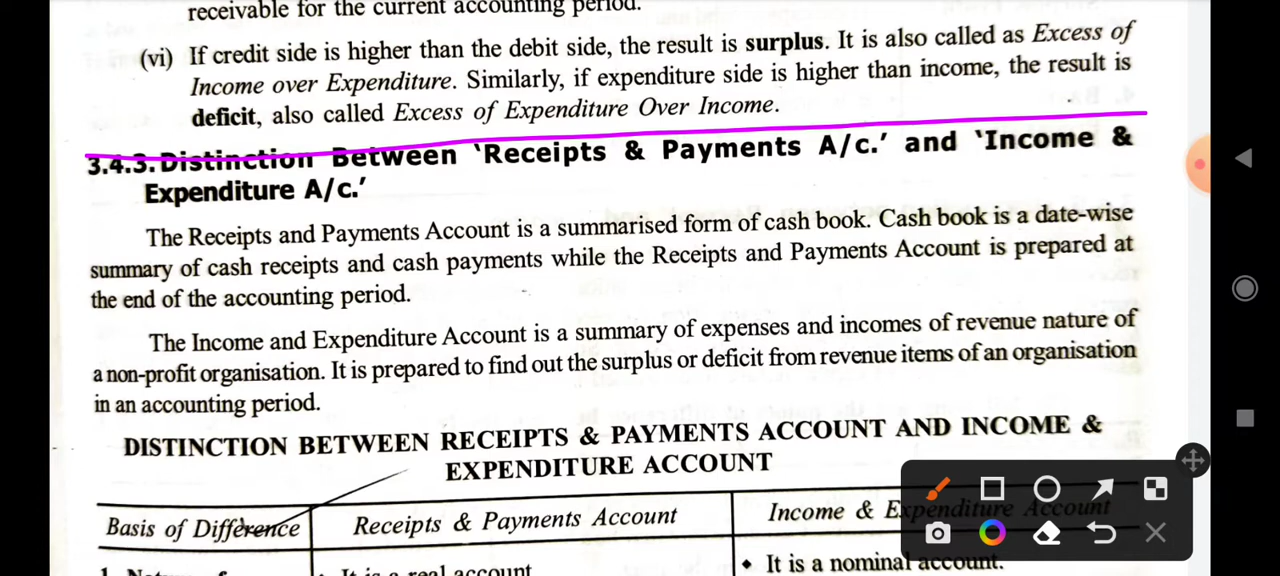 receivable for the current accounting period.
(vi) If credit side is higher than the debit side, the result is surplus. It is also called as Excess of
Income over Expenditure. Similarly, if expenditure side is higher than income, the result is
deficit, also called Excess of Expenditure Over Income.
3.4.3. Distinction Between ‘Receipts & Payments A/c.’ and ‘Income &
Expenditure A/c.’
The Receipts and Payments Account is a summarised form of cash book. Cash book is a date-wise
summary of cash receipts and cash payments while the Receipts and Payments Account is prepared at
the end of the accounting period.
The Income and Expenditure Account is a summary of expenses and incomes of revenue nature of
a non-profit organisation. It is prepared to find out the surplus or deficit from revenue items of an organisation
in an accounting period.
DISTINCTION BETWEEN RECEIPTS & PAYMENTS ACCOUNT AND INCOME &
EXPENDITURE ACCOUNT
Basis of Difference Receipts & Payments Account Income & Expenditure Account
1. Nature of • It is a real account • It is a nominal account.